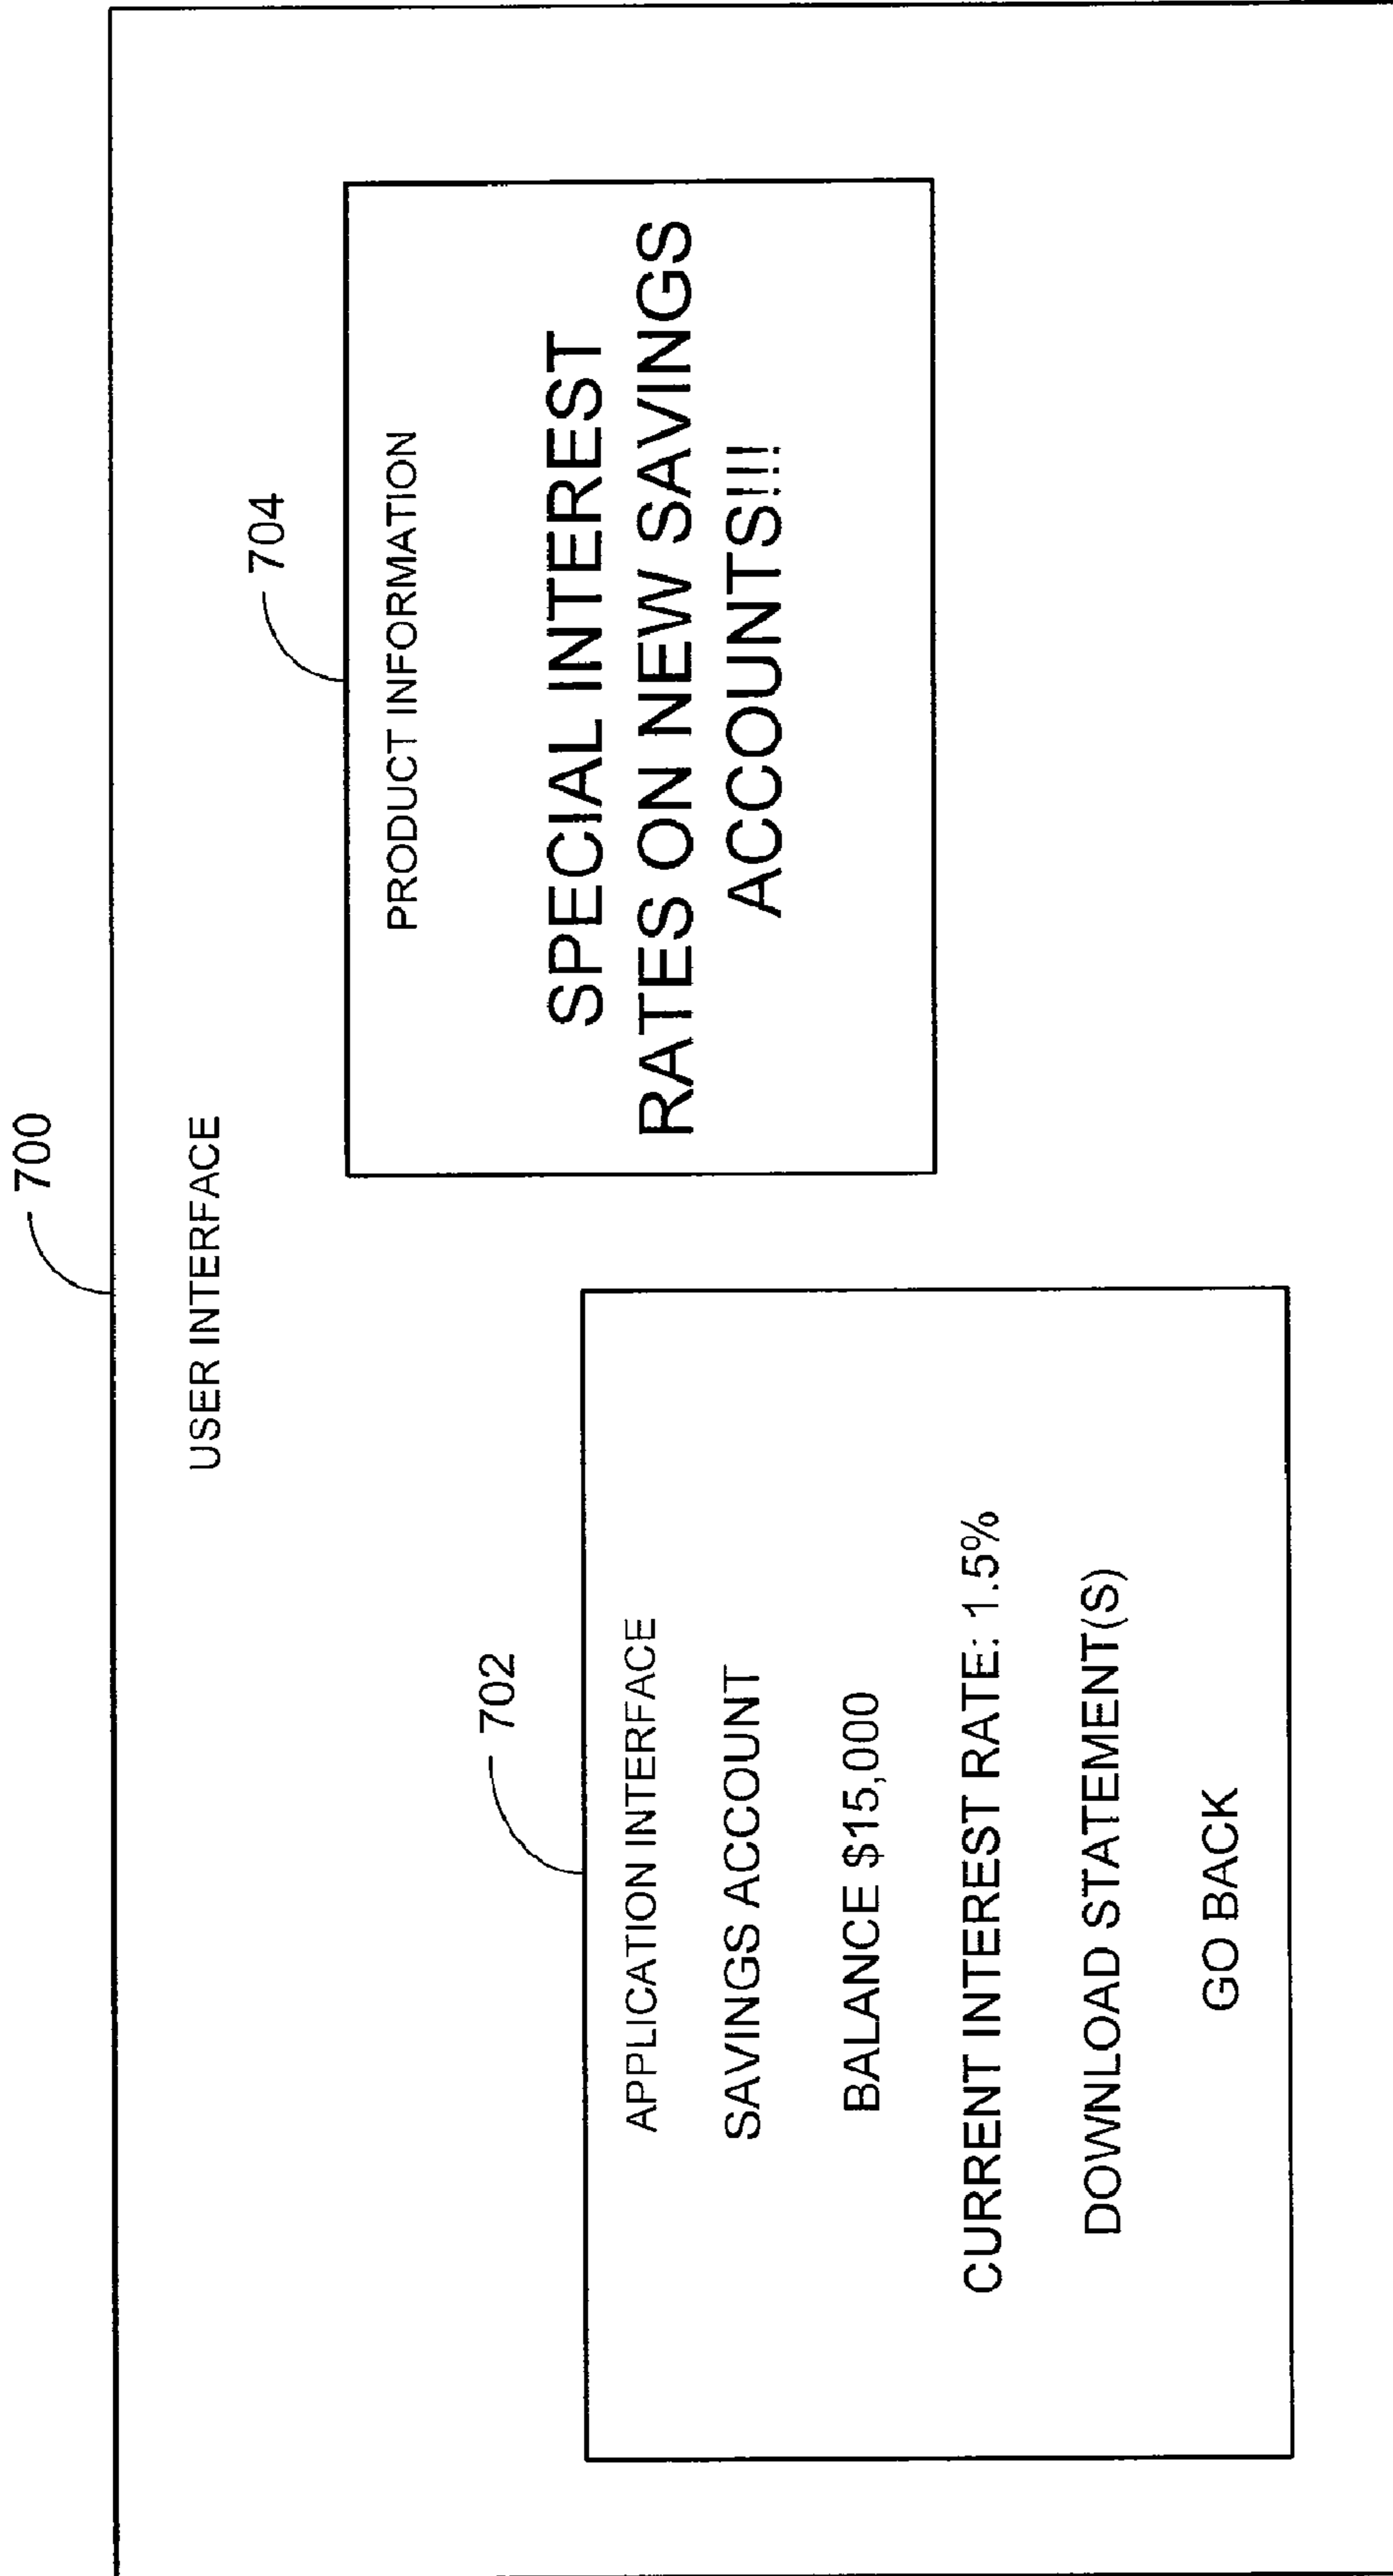 700
USER INTERFACE
702
APPLICATION INTERFACE
SAVINGS ACCOUNT
BALANCE $15,000
CURRENT INTEREST RATE: 1.5%
DOWNLOAD STATEMENT(S)
GO BACK
704
PRODUCT INFORMATION
SPECIAL INTEREST
RATES ON NEW SAVINGS
ACCOUNTS!!!!